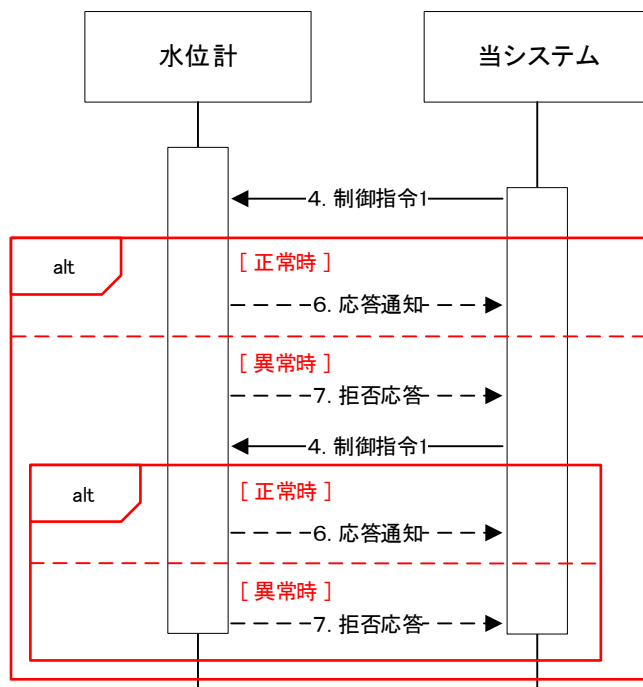 水位計
当システム
4. 制御指令1
alt
[ 正常時 ]
6. 応答通知
[ 異常時 ]
7. 拒否応答
4. 制御指令1
alt
[ 正常時 ]
6. 応答通知
[ 異常時 ]
7. 拒否応答